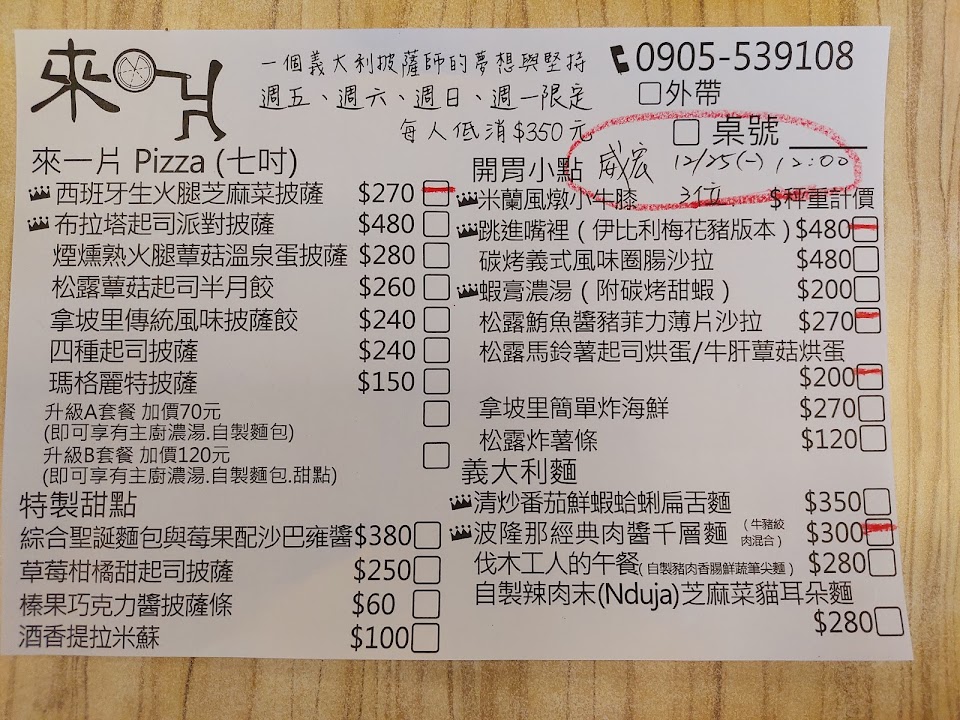 來一片
一個義大利披薩師的夢想與堅持
週五、週六、週日、週一限定
每人低消$350元
0905-539108
□外帶
□ 桌號
威宏 12/25(一) 12:00
3位
來一片 Pizza (七吋)
西班牙生火腿芝麻菜披薩 $270
布拉塔起司派對披薩 $480
煙燻熟火腿蕈菇溫泉蛋披薩 $280
松露蕈菇起司半月餃 $260
拿坡里傳統風味披薩餃 $240
四種起司披薩 $240
瑪格麗特披薩 $150
升級A套餐 加價70元
(即可享有主廚濃湯.自製麵包)
升級B套餐 加價120元
(即可享有主廚濃湯.自製麵包.甜點)
特製甜點
綜合聖誕麵包與莓果配沙巴雍醬 $380
草莓柑橘甜起司披薩 $250
榛果巧克力醬披薩條 $60
酒香提拉米蘇 $100
開胃小點
米蘭風燉小牛膝 $秤重計價
跳進嘴裡（伊比利梅花豬版本）$480
碳烤義式風味圈腸沙拉 $480
蝦膏濃湯（附碳烤甜蝦） $200
松露鮪魚醬豬菲力薄片沙拉 $270
松露馬鈴薯起司烘蛋/牛肝蕈菇烘蛋
$200
拿坡里簡單炸海鮮 $270
松露炸薯條 $120
義大利麵
清炒番茄鮮蝦蛤蜊扁舌麵 $350
波隆那經典肉醬千層麵（牛豬絞肉混合） $300
伐木工人的午餐(自製豬肉香腸鮮蔬筆尖麵) $280
自製辣肉末(Nduja)芝麻菜貓耳朵麵
$280